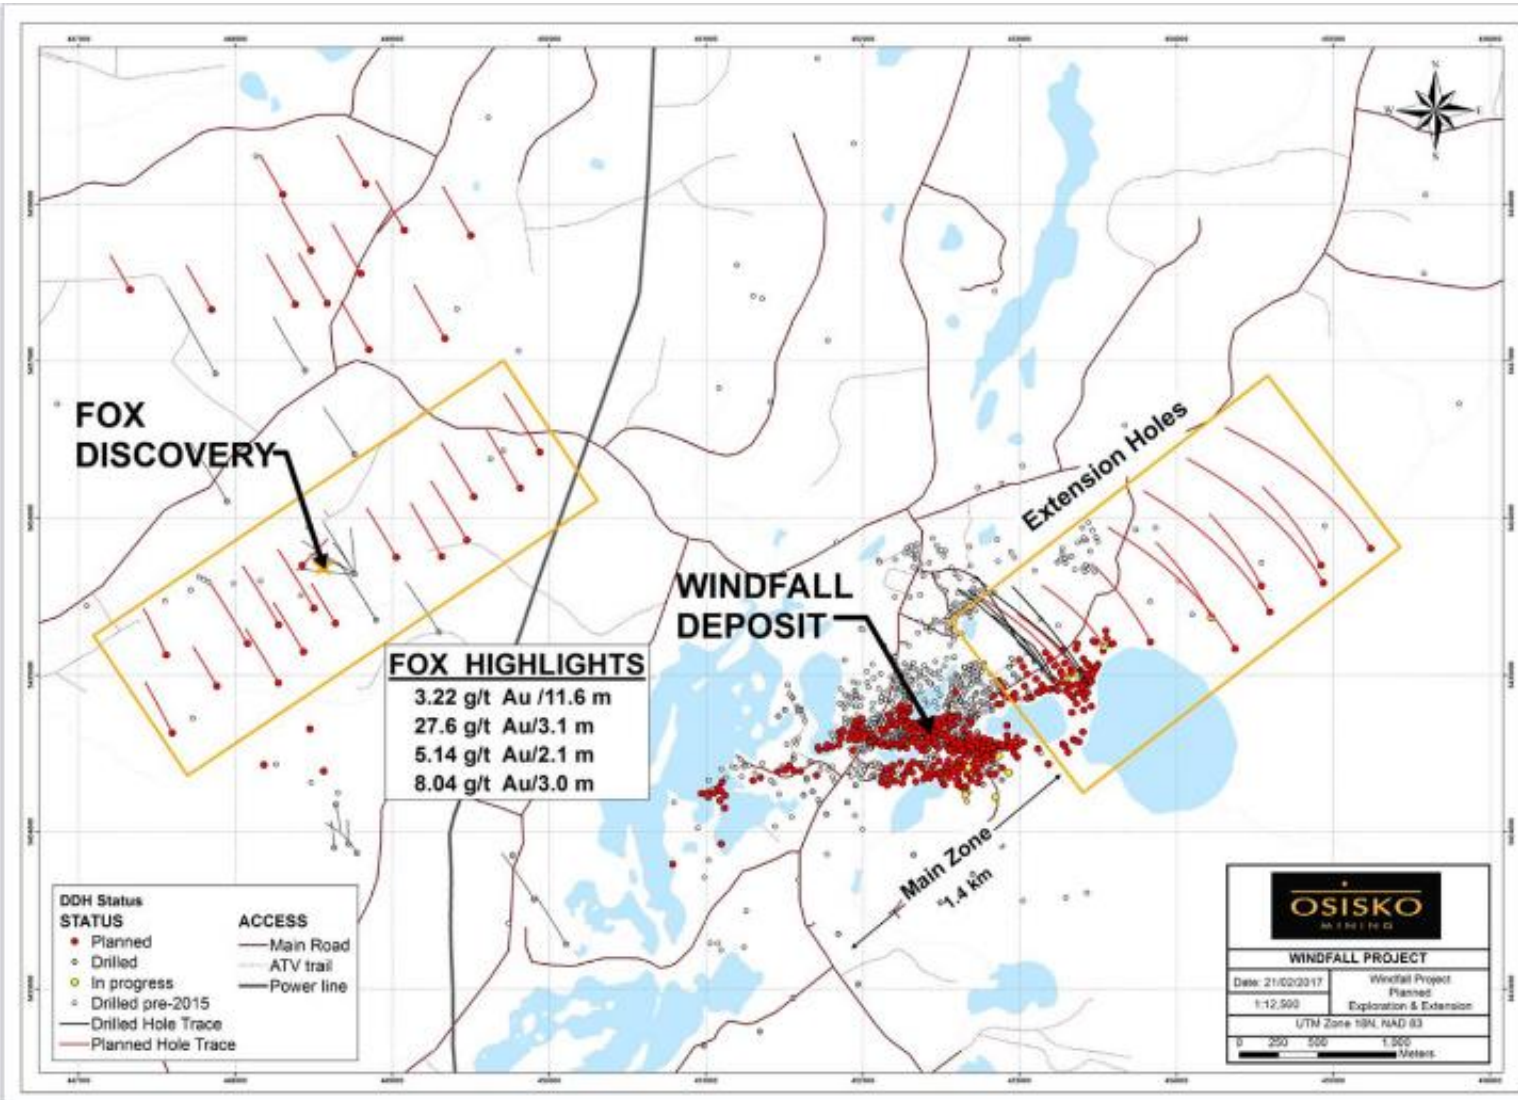 N
W
E
S
FOX
DISCOVERY
Extension Holes
WINDFALL
DEPOSIT
FOX HIGHLIGHTS
3.22 g/t Au /11.6 m
27.6 g/t Au/3.1 m
5.14 g/t Au/2.1 m
8.04 g/t Au/3.0 m
Main Zone
~1.4 km
DDH Status
STATUS
Planned
Drilled
In progress
Drilled pre-2015
Drilled Hole Trace
Planned Hole Trace
ACCESS
Main Road
ATV trail
Power line
OSISKO
MINING
WINDFALL PROJECT
Date: 21/02/2017
1:12,500
Windfall Project
Planned
Exploration & Extension
UTM Zone 18N, NAD 83
0 250 500 1,000
Meters